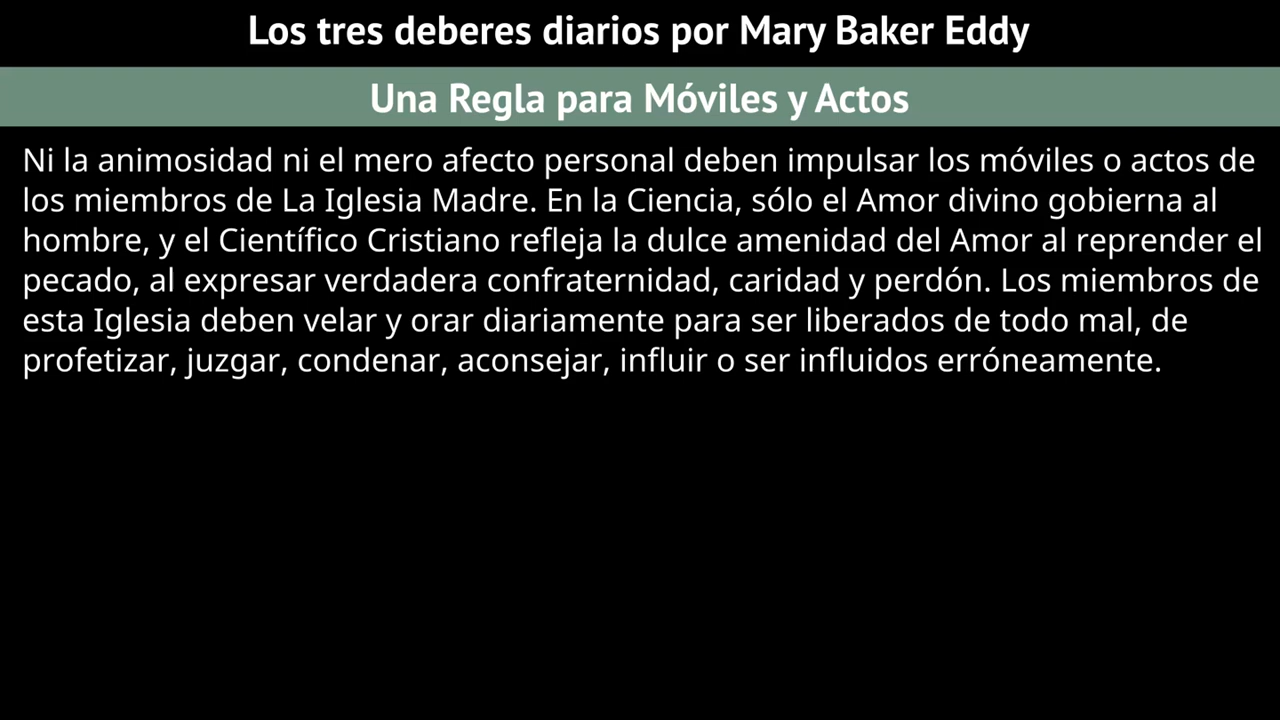 Los tres deberes diarios por Mary Baker Eddy
Una Regla para Móviles y Actos
Ni la animosidad ni el mero afecto personal deben impulsar los móviles o actos de
los miembros de La Iglesia Madre. En la Ciencia, sólo el Amor divino gobierna al
hombre, y el Científico Cristiano refleja la dulce amenidad del Amor al reprender el
pecado, al expresar verdadera confraternidad, caridad y perdón. Los miembros de
esta Iglesia deben velar y orar diariamente para ser liberados de todo mal, de
profetizar, juzgar, condenar, aconsejar, influir o ser influidos erróneamente.